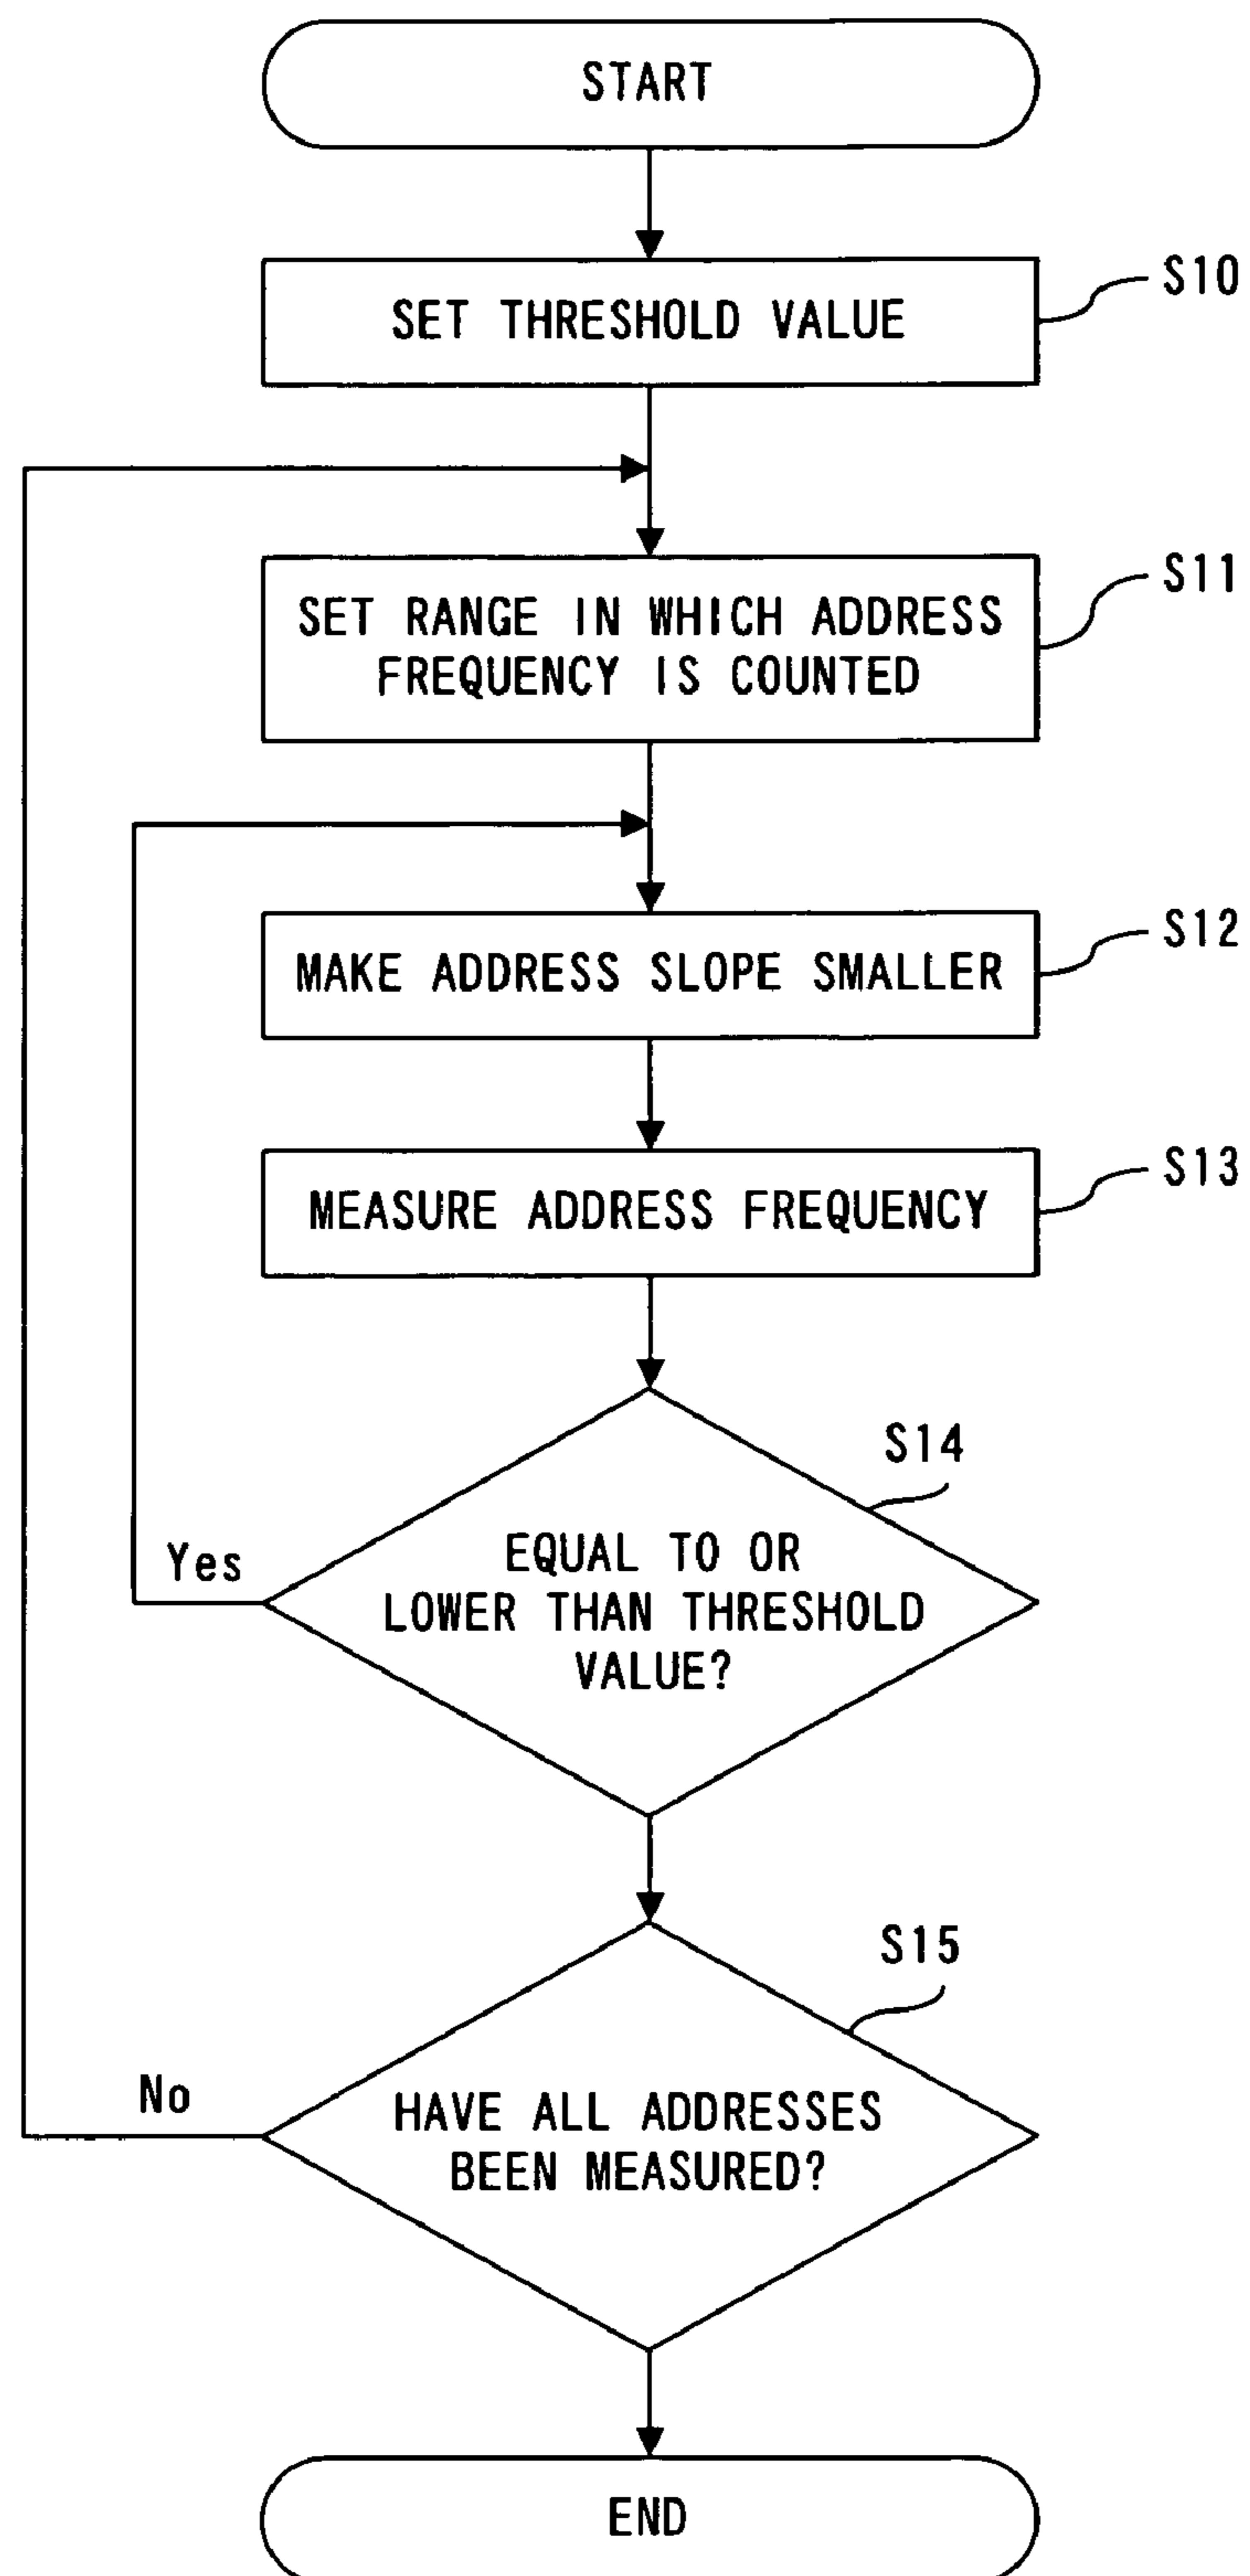 START
SET THRESHOLD VALUE
S10
SET RANGE IN WHICH ADDRESS
FREQUENCY IS COUNTED
S11
MAKE ADDRESS SLOPE SMALLER
S12
MEASURE ADDRESS FREQUENCY
S13
S14
EQUAL TO OR
LOWER THAN THRESHOLD
VALUE?
Yes
S15
HAVE ALL ADDRESSES
BEEN MEASURED?
No
END